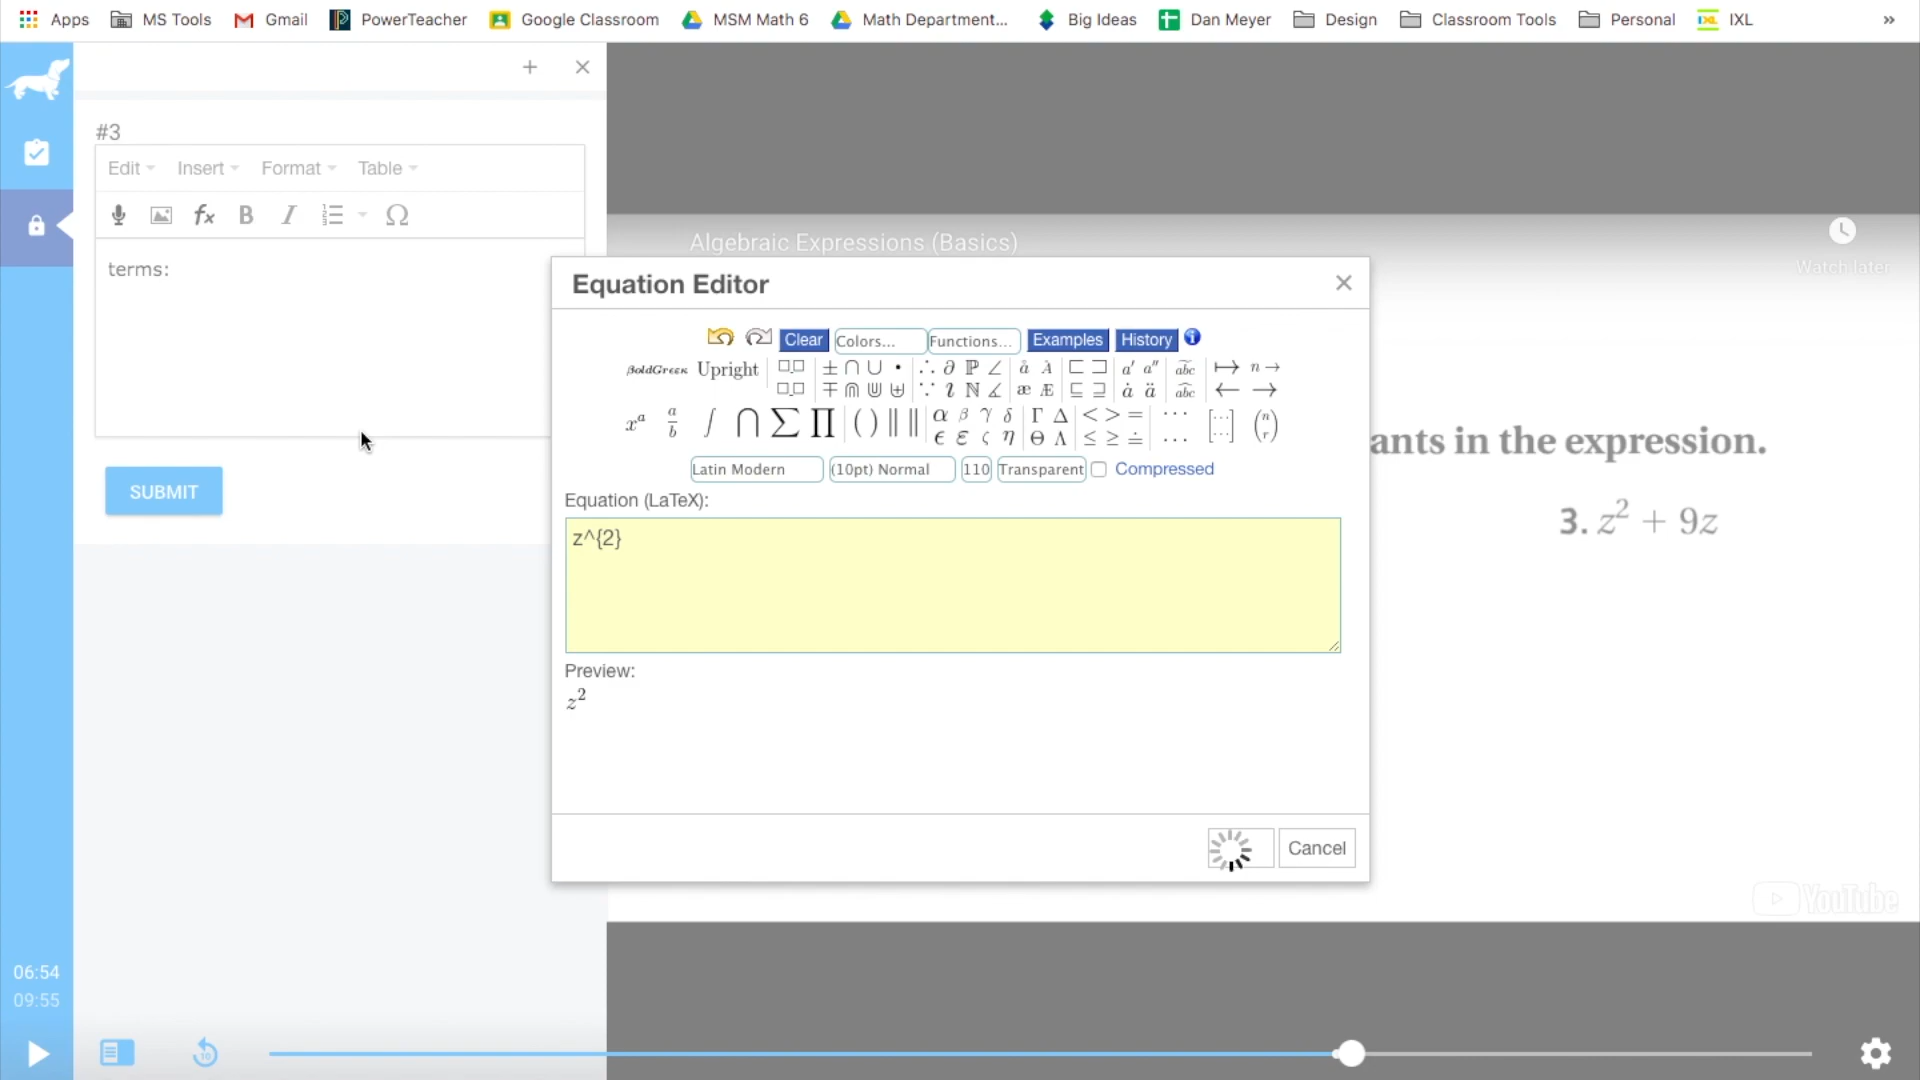 Apps MS Tools Gmail PowerTeacher Google Classroom MSM Math 6 Math Department... Big Ideas Dan Meyer Design Classroom Tools Personal IXL »
#3
Edit Insert Format Table
fx B I Ω
terms:
SUBMIT
Algebraic Expressions (Basics)
Watch later
Equation Editor
Clear Colors... Functions... Examples History
βoldGreek Upright
Latin Modern (10pt) Normal 110 Transparent Compressed
Equation (LaTeX):
z^{2}
Preview:
z²
Cancel
ants in the expression.
3. z² + 9z
YouTube
06:54
09:55
10